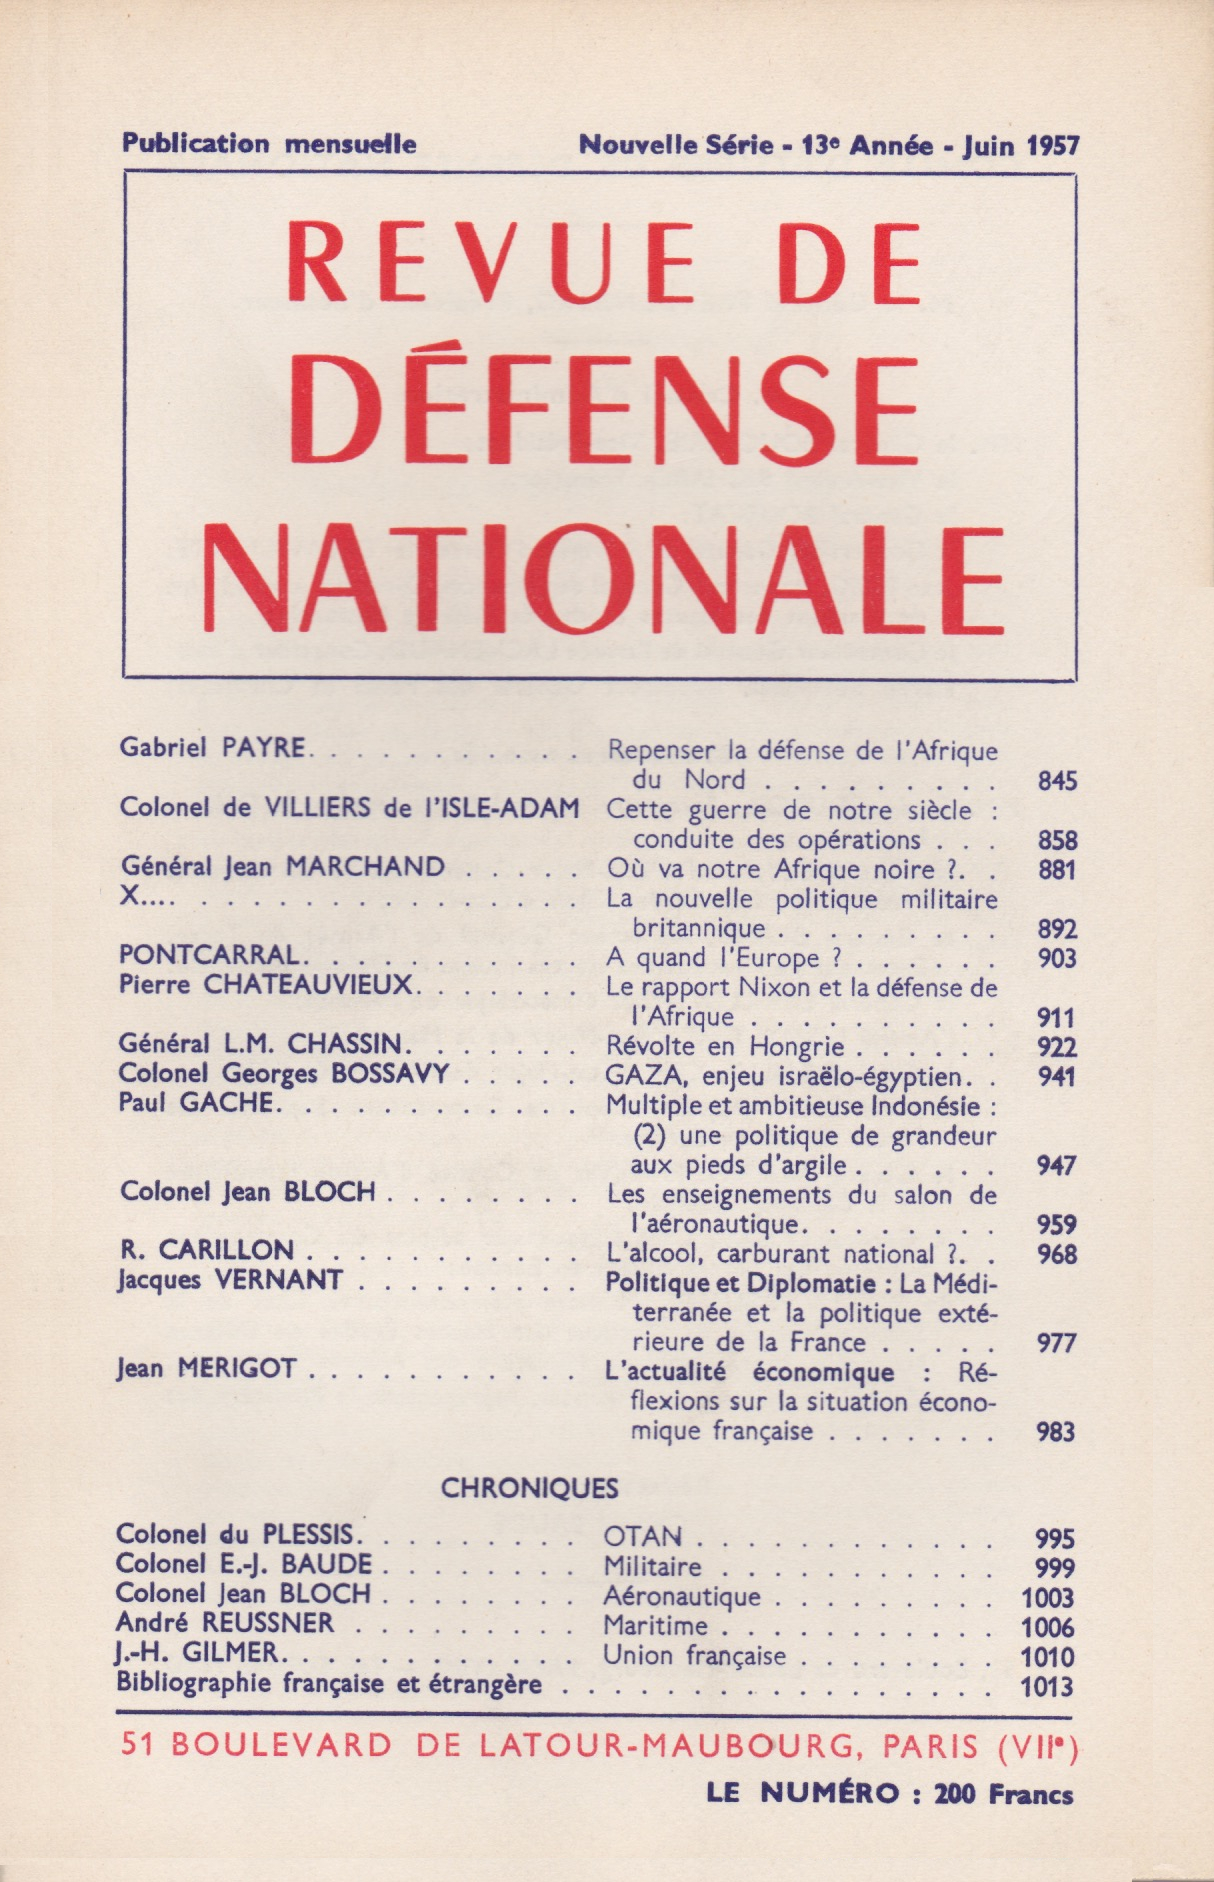 Publication mensuelle Nouvelle Série - 13e Année - Juin 1957
REVUE DE
DÉFENSE
NATIONALE
Gabriel PAYRE. . . . . . . . . . . Repenser la défense de l'Afrique
du Nord . . . . . . . . . 845
Colonel de VILLIERS de l'ISLE-ADAM Cette guerre de notre siècle :
conduite des opérations . . . 858
Général Jean MARCHAND . . . . . Où va notre Afrique noire ?. . 881
X.... . . . . . . . . . . . . . . . . La nouvelle politique militaire
britannique . . . . . . . . . 892
PONTCARRAL. . . . . . . . . . . A quand l'Europe ? . . . . . . 903
Pierre CHATEAUVIEUX. . . . . . . Le rapport Nixon et la défense de
l'Afrique . . . . . . . . . . 911
Général L.M. CHASSIN. . . . . . . Révolte en Hongrie . . . . . . 922
Colonel Georges BOSSAVY . . . . . GAZA, enjeu israëlo-égyptien. . 941
Paul GACHE. . . . . . . . . . . . Multiple et ambitieuse Indonésie :
(2) une politique de grandeur
aux pieds d'argile . . . . . . 947
Colonel Jean BLOCH . . . . . . . . Les enseignements du salon de
l'aéronautique. . . . . . . . 959
R. CARILLON . . . . . . . . . . . L'alcool, carburant national ?. . 968
Jacques VERNANT . . . . . . . . . Politique et Diplomatie : La Médi-
terranée et la politique exté-
rieure de la France . . . . . 977
Jean MERIGOT . . . . . . . . . . . L'actualité économique : Ré-
flexions sur la situation écono-
mique française . . . . . . . 983
CHRONIQUES
Colonel du PLESSIS. . . . . . . . . OTAN . . . . . . . . . . . . 995
Colonel E.-J. BAUDE . . . . . . . . Militaire . . . . . . . . . . . 999
Colonel Jean BLOCH . . . . . . . . Aéronautique . . . . . . . . . 1003
André REUSSNER . . . . . . . . . Maritime . . . . . . . . . . . 1006
J.-H. GILMER. . . . . . . . . . . . Union française . . . . . . . . 1010
Bibliographie française et étrangère . . . . . . . . . . . . . . . . . 1013
51 BOULEVARD DE LATOUR-MAUBOURG, PARIS (VIIe)
LE NUMÉRO : 200 Francs